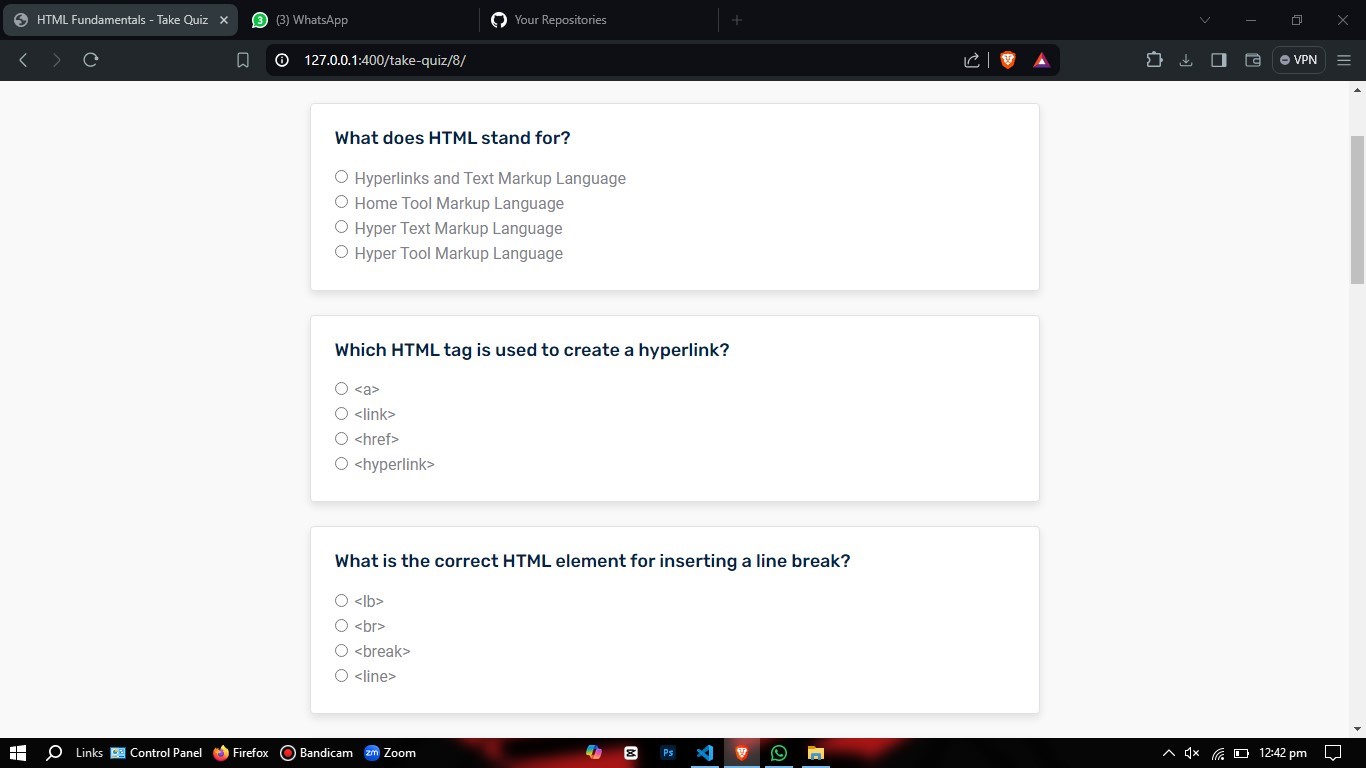 HTML Fundamentals - Take Quiz
3
(3) WhatsApp
Your Repositories
127.0.0.1:400/take-quiz/8/
VPN
What does HTML stand for?
Hyperlinks and Text Markup Language
Home Tool Markup Language
Hyper Text Markup Language
Hyper Tool Markup Language
Which HTML tag is used to create a hyperlink?
<a>
<link>
<href>
<hyperlink>
What is the correct HTML element for inserting a line break?
<lb>
<br>
<break>
<line>
Links
Control Panel
Firefox
Bandicam
zm
Zoom
Ps
12:42 pm